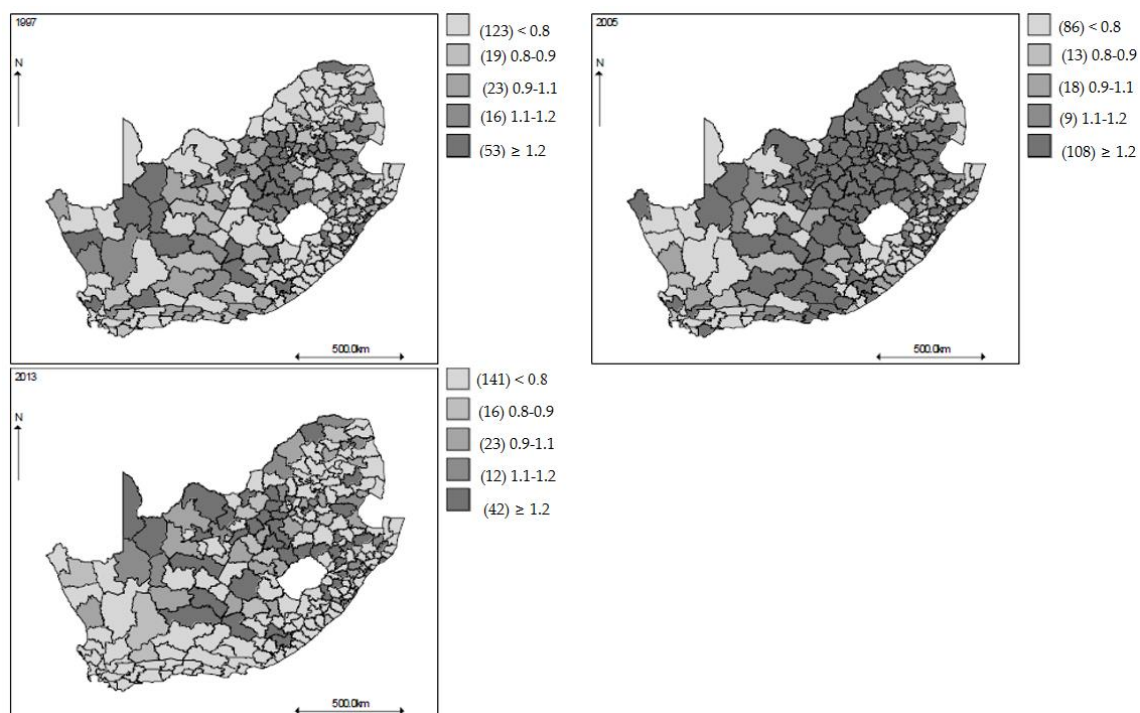 1997
N
500.0km
(123) < 0.8
(19) 0.8-0.9
(23) 0.9-1.1
(16) 1.1-1.2
(53) ≥ 1.2
2005
N
500.0km
(86) < 0.8
(13) 0.8-0.9
(18) 0.9-1.1
(9) 1.1-1.2
(108) ≥ 1.2
2013
N
500.0km
(141) < 0.8
(16) 0.8-0.9
(23) 0.9-1.1
(12) 1.1-1.2
(42) ≥ 1.2